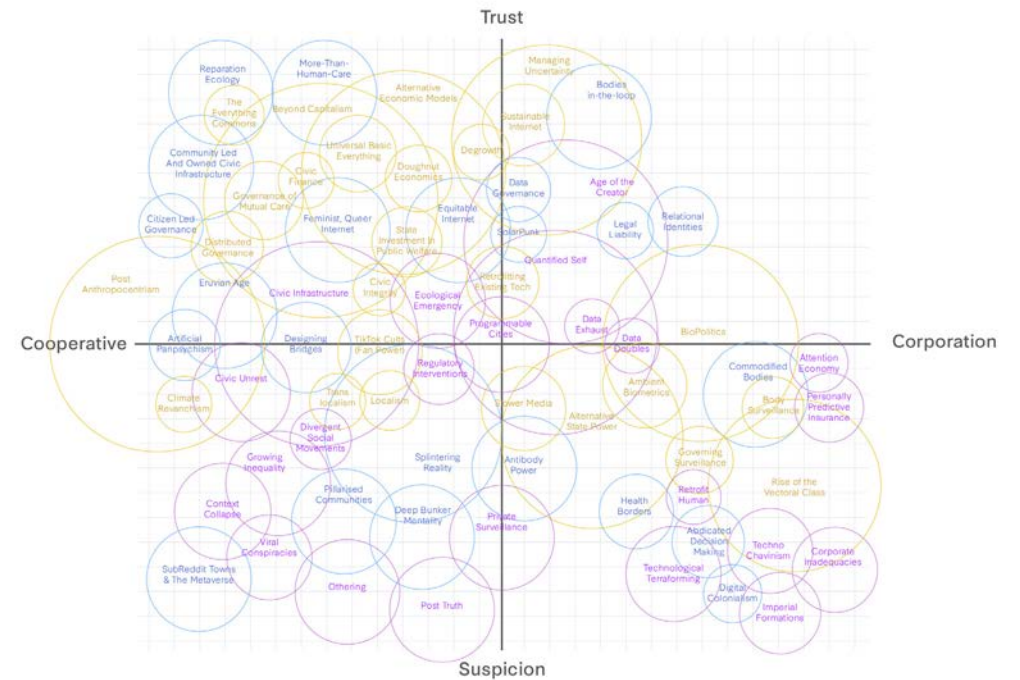 Trust
Managing
Uncertainty
More-Than-
Human-Care
Reparation
Ecology
Bodies
in-the-loop
Alternative
Economic Models
The
Everything
Commons
Beyond Capitalism
Sustainable
Internet
Universal Basic
Everything
Degrowth
Community Led
And Owned Civic
Infrastructure
Doughnut
Economics
Civic
Finance
Data
Governance
Age of the
Creator
Governance of
Mutual Care
Equitable
Internet
Citizen Led
Governance
Feminist, Queer
Internet
Legal
Liability
Relational
Identities
State
Investment In
Public Welfare
SolarPunk
Distributed
Governance
Quantified Self
Post
Anthropocentrism
Eruvian Age
Retrofitting
Existing Tech
Civic
Integrity
Civic Infrastructure
Ecological
Emergency
Programmable
Cities
Data
Exhaust
BioPolitics
Cooperative
Corporation
Artificial
Panpsychism
Designing
Bridges
TikTok Cults
(Fan Power)
Data
Doubles
Attention
Economy
Regulatory
Interventions
Commodified
Bodies
Civic Unrest
Ambient
Biometrics
Climate
Revanchism
Trans
localism
Localism
Slower Media
Body
Surveillance
Personally
Predictive
Insurance
Alternative
State Power
Divergent
Social
Movements
Growing
Inequality
Splintering
Reality
Antibody
Power
Governing
Surveillance
Pillarised
Communities
Retrofit
Human
Rise of the
Vectoral Class
Context
Collapse
Deep Bunker
Mentality
Private
Surveillance
Health
Borders
Abdicated
Decision
Making
Viral
Conspiracies
Techno
Chavinism
Corporate
Inadequacies
SubReddit Towns
& The Metaverse
Othering
Technological
Terraforming
Digital
Colonialism
Post Truth
Imperial
Formations
Suspicion